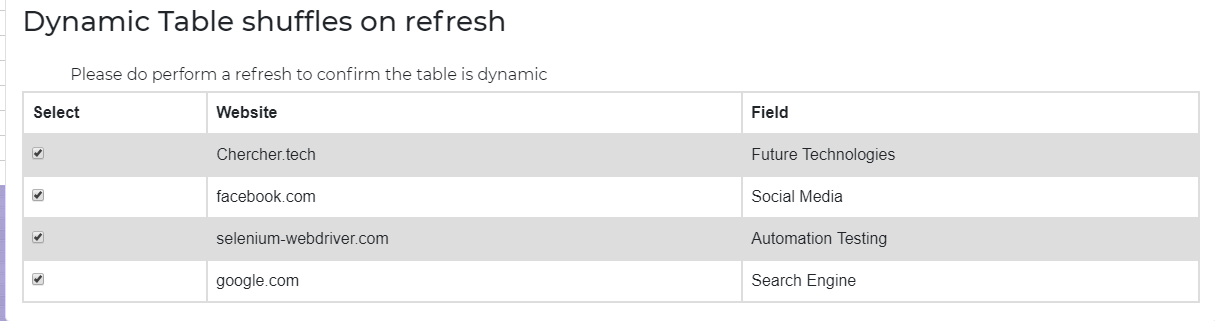 Dynamic Table shuffles on refresh
Please do perform a refresh to confirm the table is dynamic
Select Website Field
Chercher.tech Future Technologies
facebook.com Social Media
selenium-webdriver.com Automation Testing
google.com Search Engine